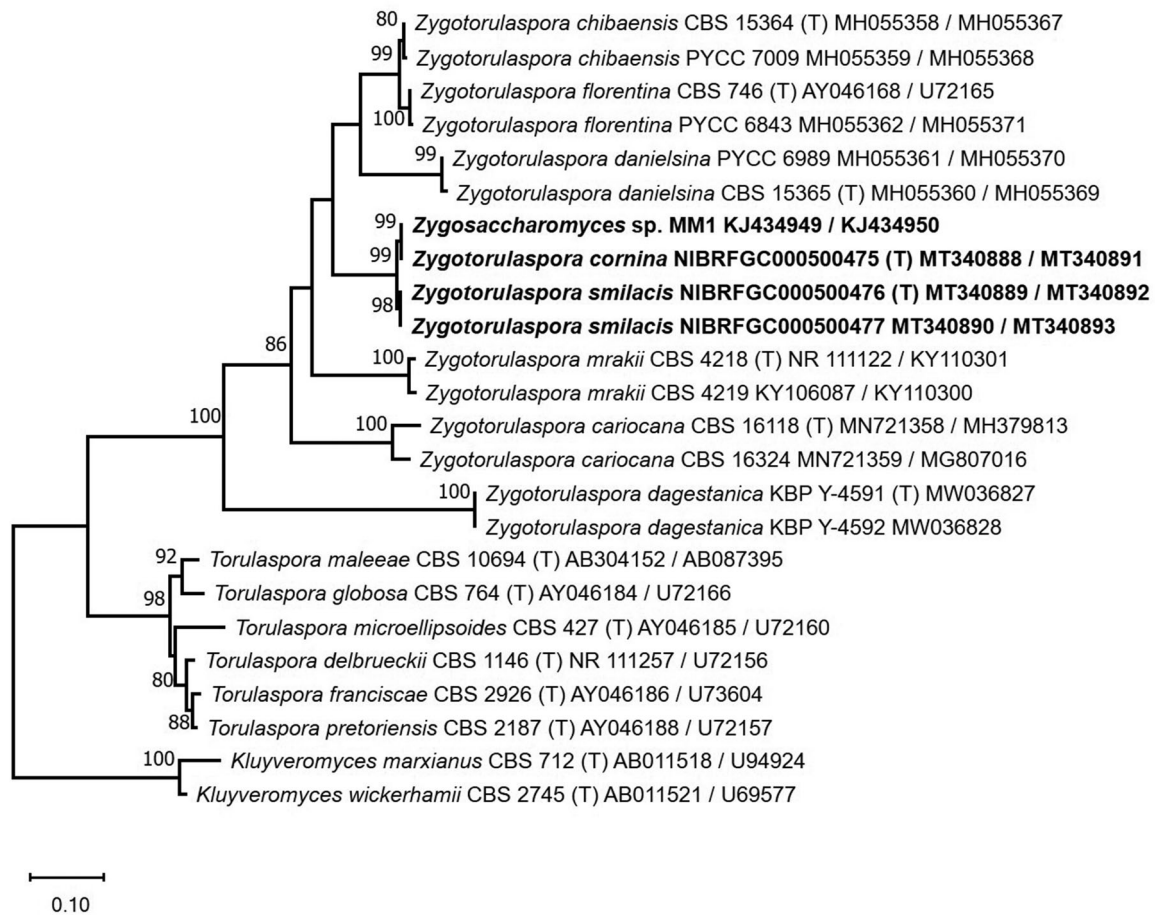 80
Zygotorulaspora chibaensis CBS 15364 (T) MH055358 / MH055367
99
Zygotorulaspora chibaensis PYCC 7009 MH055359 / MH055368
Zygotorulaspora florentina CBS 746 (T) AY046168 / U72165
100
Zygotorulaspora florentina PYCC 6843 MH055362 / MH055371
99
Zygotorulaspora danielsina PYCC 6989 MH055361 / MH055370
Zygotorulaspora danielsina CBS 15365 (T) MH055360 / MH055369
99
Zygosaccharomyces sp. MM1 KJ434949 / KJ434950
99
Zygotorulaspora cornina NIBRFGC000500475 (T) MT340888 / MT340891
Zygotorulaspora smilacis NIBRFGC000500476 (T) MT340889 / MT340892
98
Zygotorulaspora smilacis NIBRFGC000500477 MT340890 / MT340893
86
100
Zygotorulaspora mrakii CBS 4218 (T) NR 111122 / KY110301
Zygotorulaspora mrakii CBS 4219 KY106087 / KY110300
100
100
Zygotorulaspora cariocana CBS 16118 (T) MN721358 / MH379813
Zygotorulaspora cariocana CBS 16324 MN721359 / MG807016
100
Zygotorulaspora dagestanica KBP Y-4591 (T) MW036827
Zygotorulaspora dagestanica KBP Y-4592 MW036828
92
Torulaspora maleeae CBS 10694 (T) AB304152 / AB087395
98
Torulaspora globosa CBS 764 (T) AY046184 / U72166
Torulaspora microellipsoides CBS 427 (T) AY046185 / U72160
Torulaspora delbrueckii CBS 1146 (T) NR 111257 / U72156
80
Torulaspora franciscae CBS 2926 (T) AY046186 / U73604
88
Torulaspora pretoriensis CBS 2187 (T) AY046188 / U72157
100
Kluyveromyces marxianus CBS 712 (T) AB011518 / U94924
Kluyveromyces wickerhamii CBS 2745 (T) AB011521 / U69577
0.10